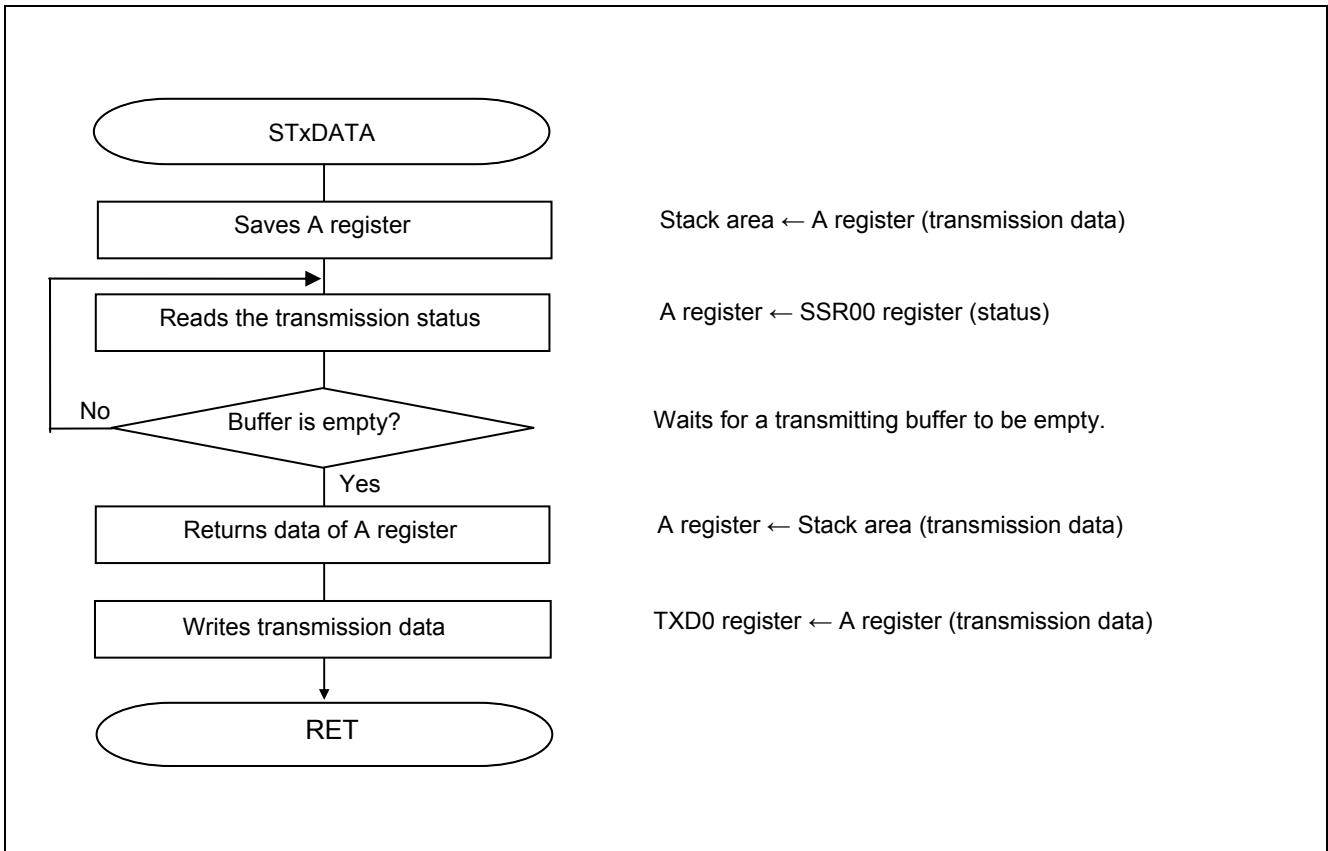 STxDATA
Saves A register
Stack area ← A register (transmission data)
Reads the transmission status
A register ← SSR00 register (status)
No
Buffer is empty?
Waits for a transmitting buffer to be empty.
Yes
Returns data of A register
A register ← Stack area (transmission data)
Writes transmission data
TXD0 register ← A register (transmission data)
RET